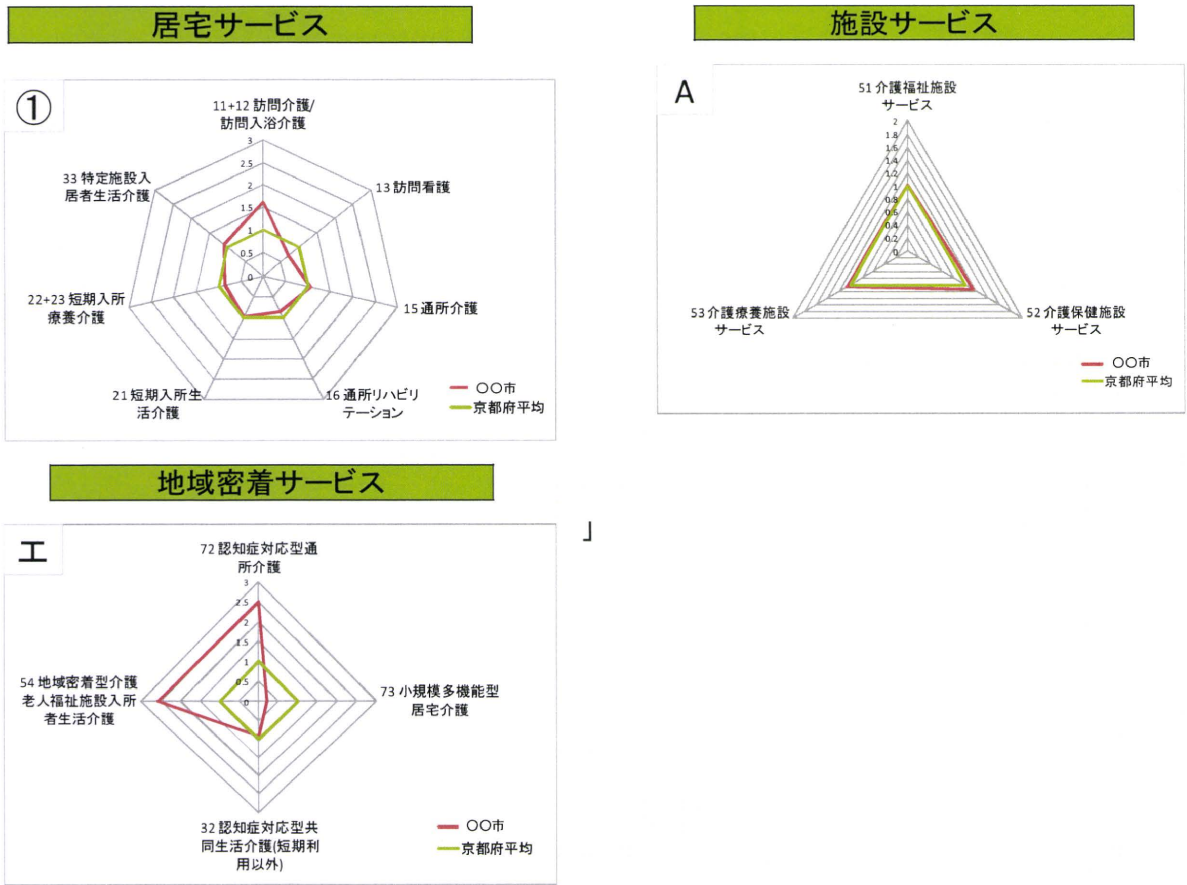 居宅サービス
①
11+12 訪問介護/
訪問入浴介護
3
2.5
2
1.5
1
0.5
0
13 訪問看護
15 通所介護
16 通所リハビリ
テーション
21 短期入所生
活介護
22+23 短期入所
療養介護
33 特定施設入
居者生活介護
〇〇市
京都府平均
施設サービス
A
51 介護福祉施設
サービス
2
1.8
1.6
1.4
1.2
1
0.8
0.6
0.4
0.2
0
52 介護保健施設
サービス
53 介護療養施設
サービス
〇〇市
京都府平均
地域密着サービス
エ
72 認知症対応型通
所介護
3
2.5
2
1.5
1
0.5
0
73 小規模多機能型
居宅介護
32 認知症対応型共
同生活介護(短期利
用以外)
54 地域密着型介護
老人福祉施設入所
者生活介護
〇〇市
京都府平均
」